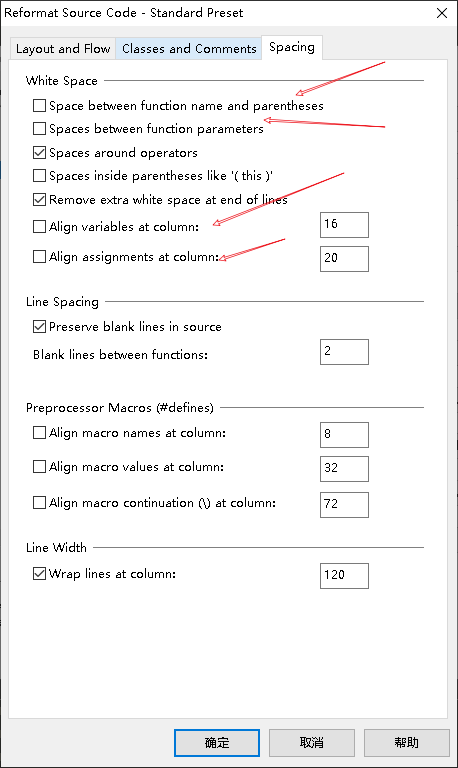 Reformat Source Code - Standard Preset
Layout and Flow Classes and Comments Spacing
White Space
Space between function name and parentheses
Spaces between function parameters
Spaces around operators
Spaces inside parentheses like '( this )'
Remove extra white space at end of lines
Align variables at column: 16
Align assignments at column: 20
Line Spacing
Preserve blank lines in source
Blank lines between functions: 2
Preprocessor Macros (#defines)
Align macro names at column: 8
Align macro values at column: 32
Align macro continuation (\) at column: 72
Line Width
Wrap lines at column: 120
确定 取消 帮助